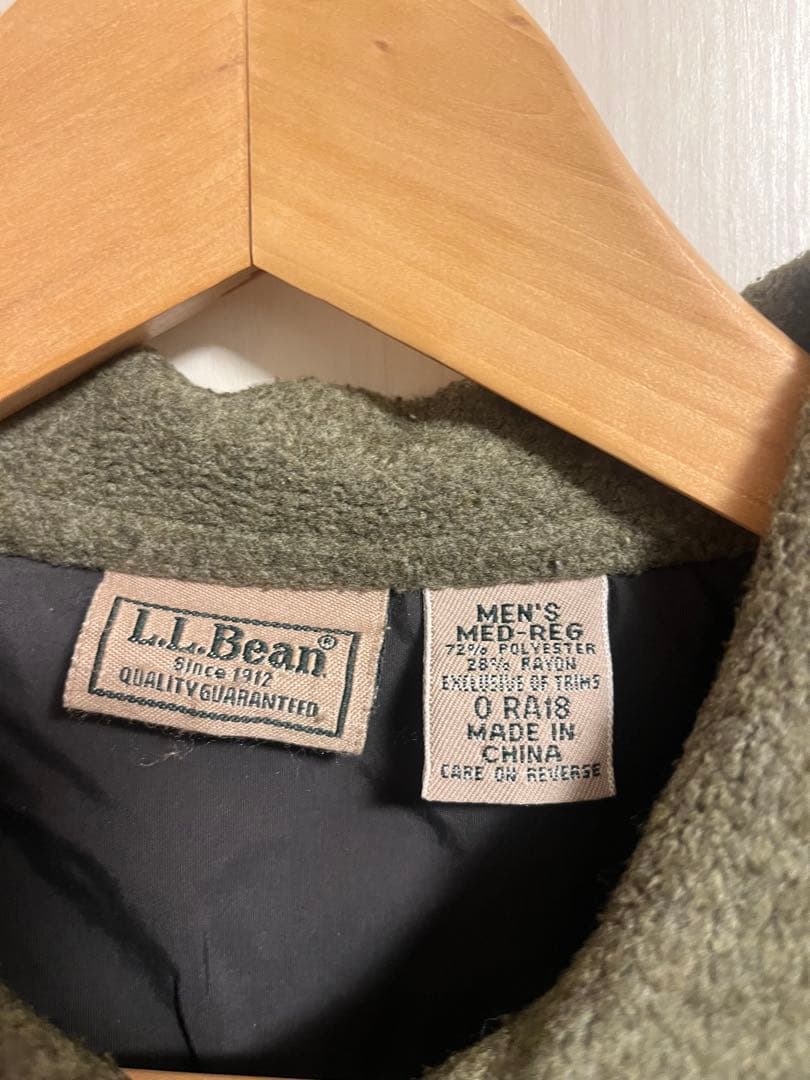 L.L.Bean®
Since 1912
QUALITY GUARANTEED
MEN'S
MED-REG
72% POLYESTER
28% RAYON
EXCLUSIVE OF TRIMS
0 RA18
MADE IN
CHINA
CARE ON REVERSE